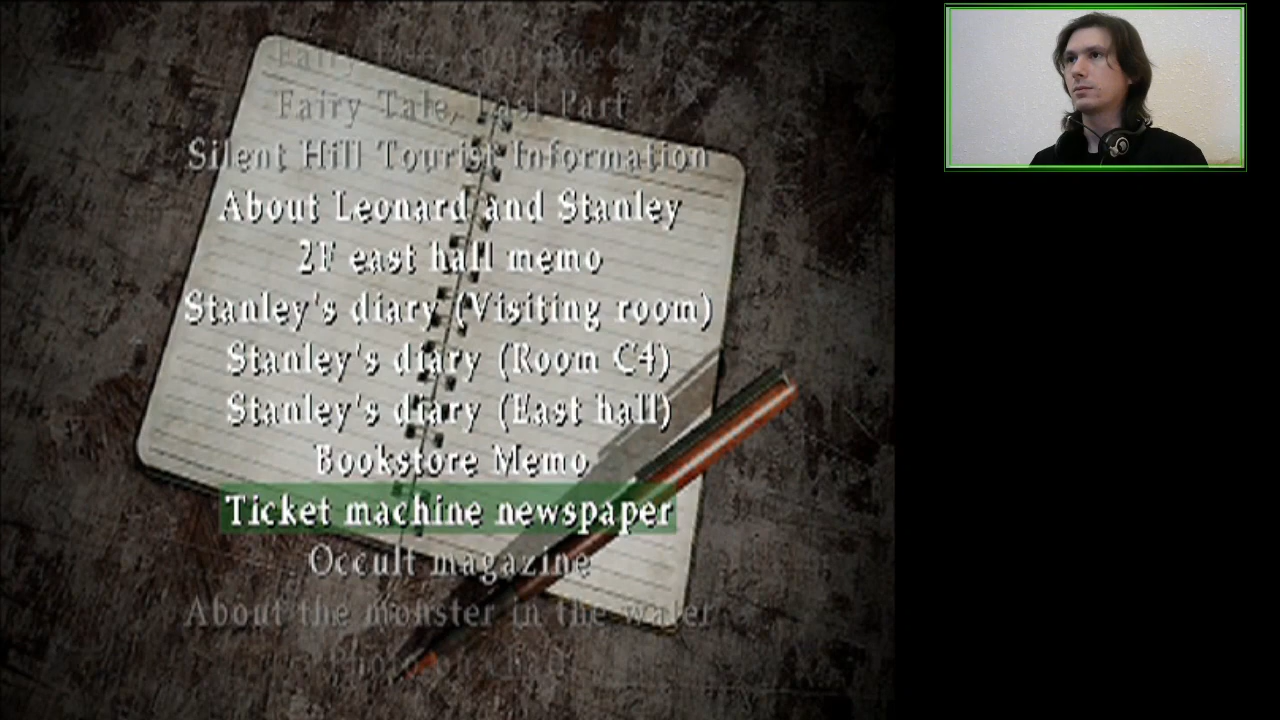 Fairy Tale, Last Part
Silent Hill Tourist Information
About Leonard and Stanley
2F east hall memo
Stanley's diary (Visiting room)
Stanley's diary (Room C4)
Stanley's diary (East hall)
Bookstore Memo
Ticket machine newspaper
Occult magazine
About the monster in the water